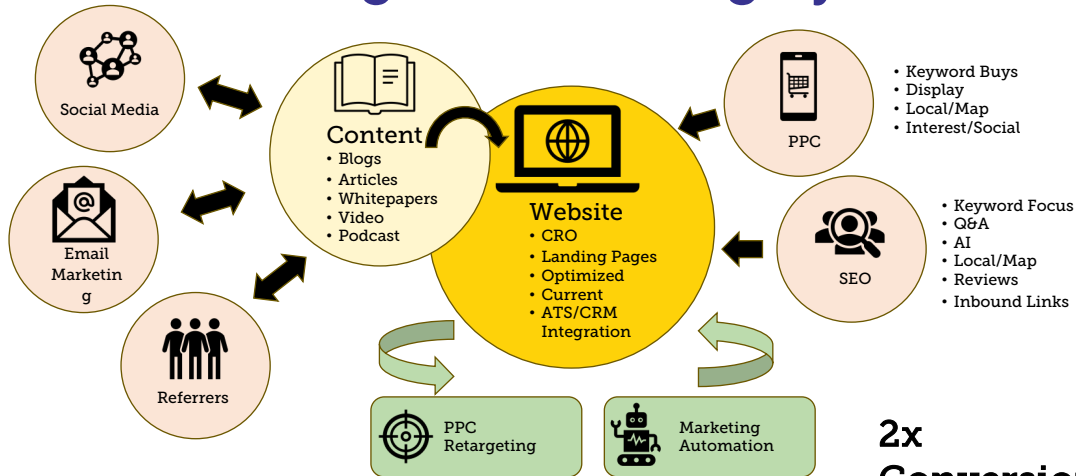 Social Media
Email
Marketin
g
Referrers
Content
• Blogs
• Articles
• Whitepapers
• Video
• Podcast
Website
• CRO
• Landing Pages
• Optimized
• Current
• ATS/CRM
Integration
PPC
• Keyword Buys
• Display
• Local/Map
• Interest/Social
SEO
• Keyword Focus
• Q&A
• AI
• Local/Map
• Reviews
• Inbound Links
PPC
Retargeting
Marketing
Automation
2x